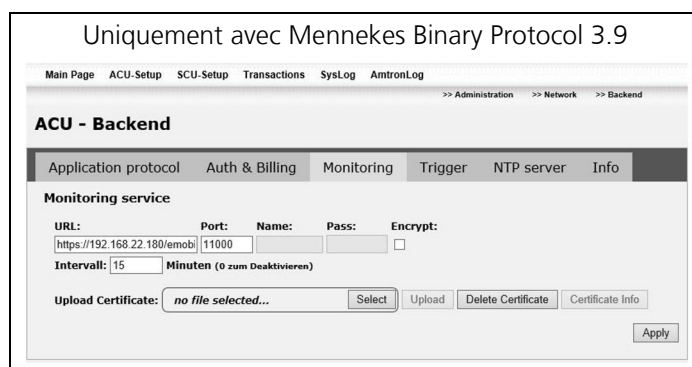 Uniquement avec Mennekes Binary Protocol 3.9
Main Page ACU-Setup SCU-Setup Transactions SysLog AmtronLog
>> Administration >> Network >> Backend
ACU - Backend
Application protocol Auth & Billing Monitoring Trigger NTP server Info
Monitoring service
URL: Port: Name: Pass: Encrypt:
https://192.168.22.180/emobi 11000
Intervall: 15 Minuten (0 zum Deaktivieren)
Upload Certificate: no file selected... Select Upload Delete Certificate Certificate Info
Apply